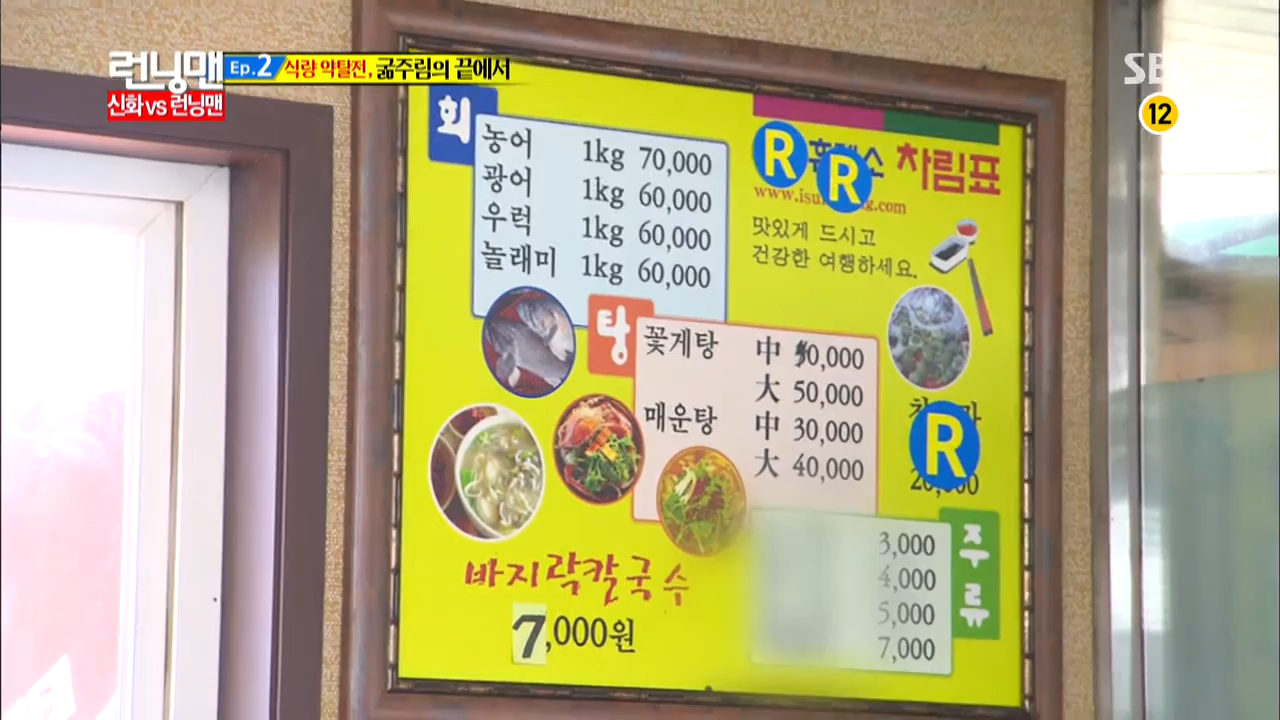 런닝맨
Ep.2 식량 약탈전, 굶주림의 끝에서
신화 vs 런닝맨
SB
12
회
농어 1kg 70,000
광어 1kg 60,000
우럭 1kg 60,000
놀래미 1kg 60,000
R R 차림표
맛있게 드시고
건강한 여행하세요.
탕
꽃게탕 中
大 50,000
매운탕 中 30,000
大 40,000
R
바지락칼국수
7,000원
주류
3,000
4,000
5,000
7,000